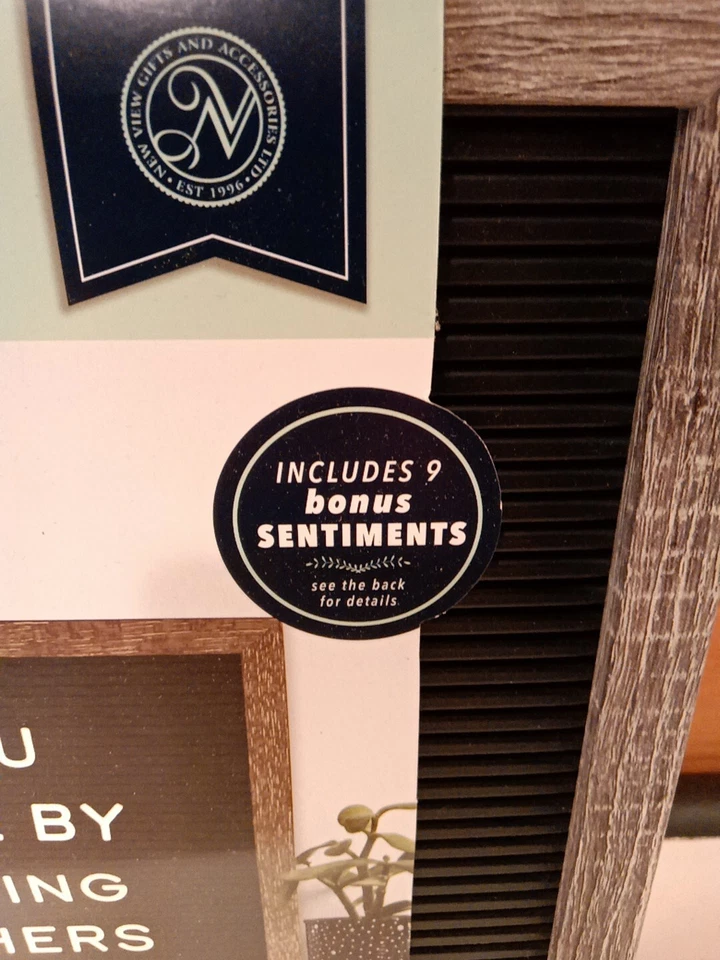 NEW VIEW GIFTS AND ACCESSORIES LTD
N
• EST 1996 •
INCLUDES 9
bonus
SENTIMENTS
see the back
for details
U
BY
ING
HERS